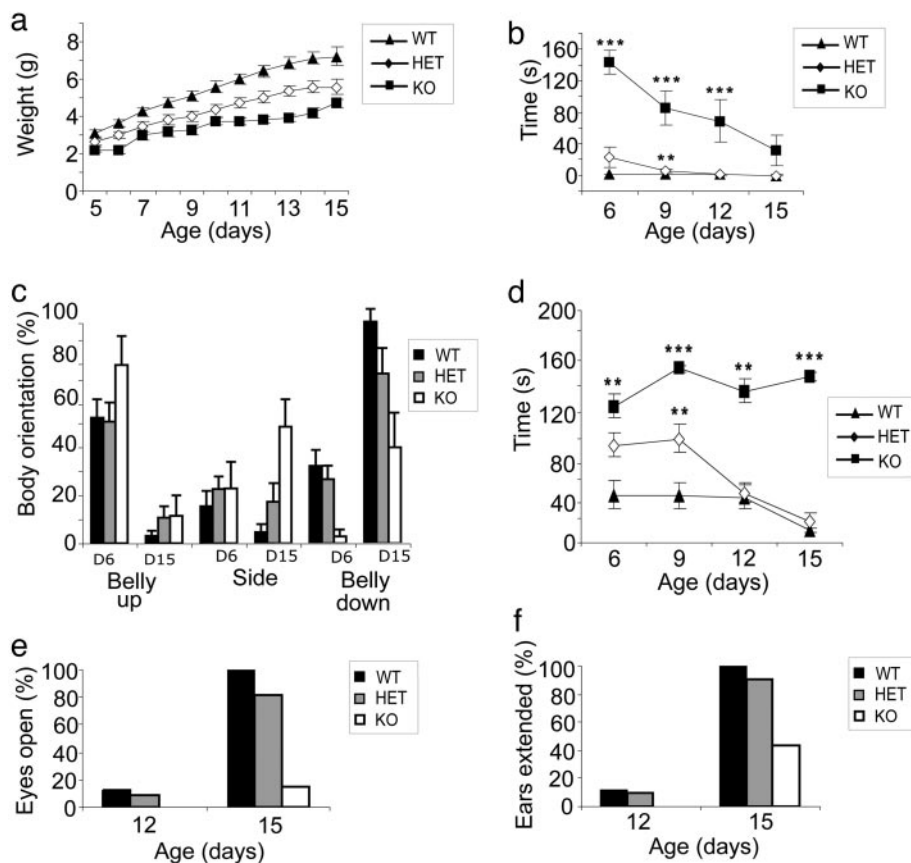 a
Weight (g)
8
6
4
2
0
5 7 9 11 13 15
Age (days)
WT
HET
KO
b
Time (s)
160
120
80
40
0
*** *** *** **
6 9 12 15
Age (days)
WT
HET
KO
c
Body orientation (%)
100
80
60
40
20
0
D6 D15 D6 D15 D6 D15
Belly up
Side
Belly down
WT
HET
KO
d
Time (s)
200
160
120
80
40
0
** *** ** ** ***
6 9 12 15
Age (days)
WT
HET
KO
e
Eyes open (%)
100
80
60
40
20
0
12 15
Age (days)
WT
HET
KO
f
Ears extended (%)
100
80
60
40
20
0
12 15
Age (days)
WT
HET
KO